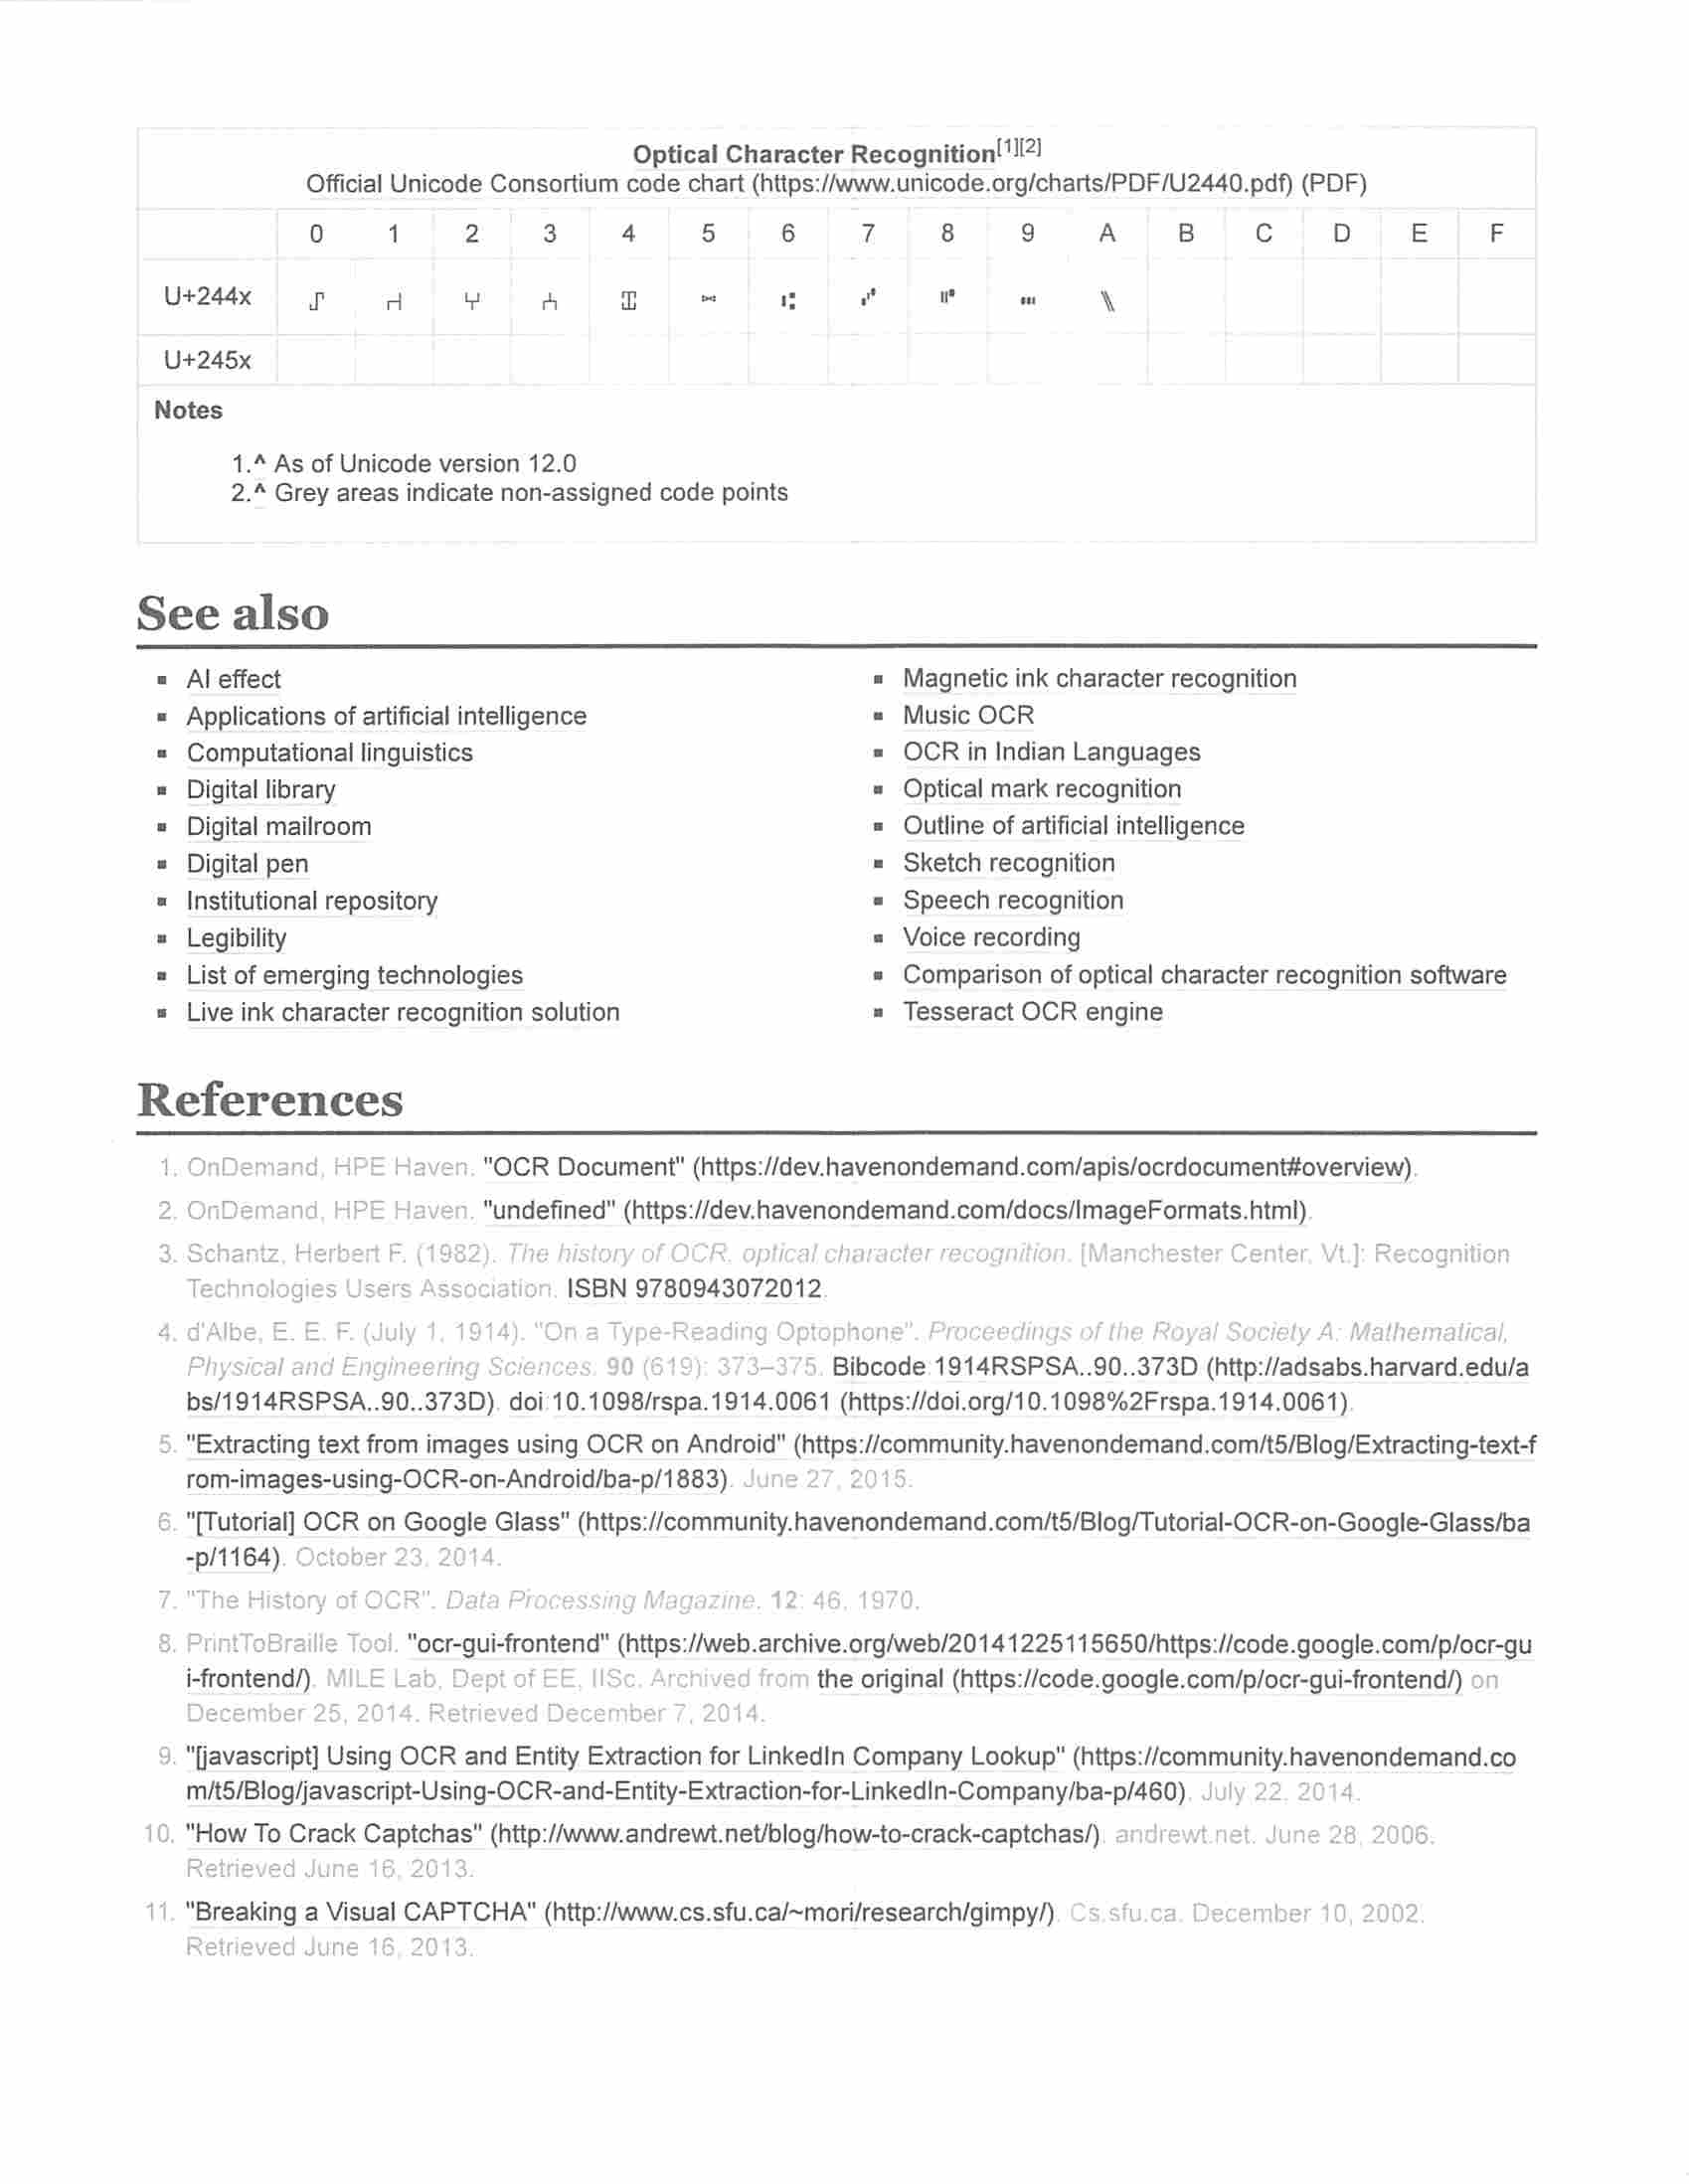 Optical Character Recognition[1][2]
Official Unicode Consortium code chart (https://www.unicode.org/charts/PDF/U2440.pdf) (PDF)
0 1 2 3 4 5 6 7 8 9 A B C D E F
U+244x ⑀ ⑁ ⑂ ⑃ ⑄ ⑅ ⑆ ⑇ ⑈ ⑉ ⑊
U+245x
Notes
1.^ As of Unicode version 12.0
2.^ Grey areas indicate non-assigned code points
See also
▪ AI effect
▪ Applications of artificial intelligence
▪ Computational linguistics
▪ Digital library
▪ Digital mailroom
▪ Digital pen
▪ Institutional repository
▪ Legibility
▪ List of emerging technologies
▪ Live ink character recognition solution
▪ Magnetic ink character recognition
▪ Music OCR
▪ OCR in Indian Languages
▪ Optical mark recognition
▪ Outline of artificial intelligence
▪ Sketch recognition
▪ Speech recognition
▪ Voice recording
▪ Comparison of optical character recognition software
▪ Tesseract OCR engine
References
1. OnDemand, HPE Haven. "OCR Document" (https://dev.havenondemand.com/apis/ocrdocument#overview).
2. OnDemand, HPE Haven. "undefined" (https://dev.havenondemand.com/docs/ImageFormats.html).
3. Schantz, Herbert F. (1982). The history of OCR, optical character recognition. [Manchester Center, Vt.]: Recognition
Technologies Users Association. ISBN 9780943072012.
4. d'Albe, E. E. F. (July 1, 1914). "On a Type-Reading Optophone". Proceedings of the Royal Society A: Mathematical,
Physical and Engineering Sciences. 90 (619): 373–375. Bibcode:1914RSPSA..90..373D (http://adsabs.harvard.edu/a
bs/1914RSPSA..90..373D). doi:10.1098/rspa.1914.0061 (https://doi.org/10.1098%2Frspa.1914.0061).
5. "Extracting text from images using OCR on Android" (https://community.havenondemand.com/t5/Blog/Extracting-text-f
rom-images-using-OCR-on-Android/ba-p/1883). June 27, 2015.
6. "[Tutorial] OCR on Google Glass" (https://community.havenondemand.com/t5/Blog/Tutorial-OCR-on-Google-Glass/ba
-p/1164). October 23, 2014.
7. "The History of OCR". Data Processing Magazine. 12: 46. 1970.
8. PrintToBraille Tool. "ocr-gui-frontend" (https://web.archive.org/web/20141225115650/https://code.google.com/p/ocr-gu
i-frontend/). MILE Lab, Dept of EE, IISc. Archived from the original (https://code.google.com/p/ocr-gui-frontend/) on
December 25, 2014. Retrieved December 7, 2014.
9. "[javascript] Using OCR and Entity Extraction for LinkedIn Company Lookup" (https://community.havenondemand.co
m/t5/Blog/javascript-Using-OCR-and-Entity-Extraction-for-LinkedIn-Company/ba-p/460). July 22, 2014.
10. "How To Crack Captchas" (http://www.andrewt.net/blog/how-to-crack-captchas/). andrewt.net. June 28, 2006.
Retrieved June 16, 2013.
11. "Breaking a Visual CAPTCHA" (http://www.cs.sfu.ca/~mori/research/gimpy/). Cs.sfu.ca. December 10, 2002.
Retrieved June 16, 2013.